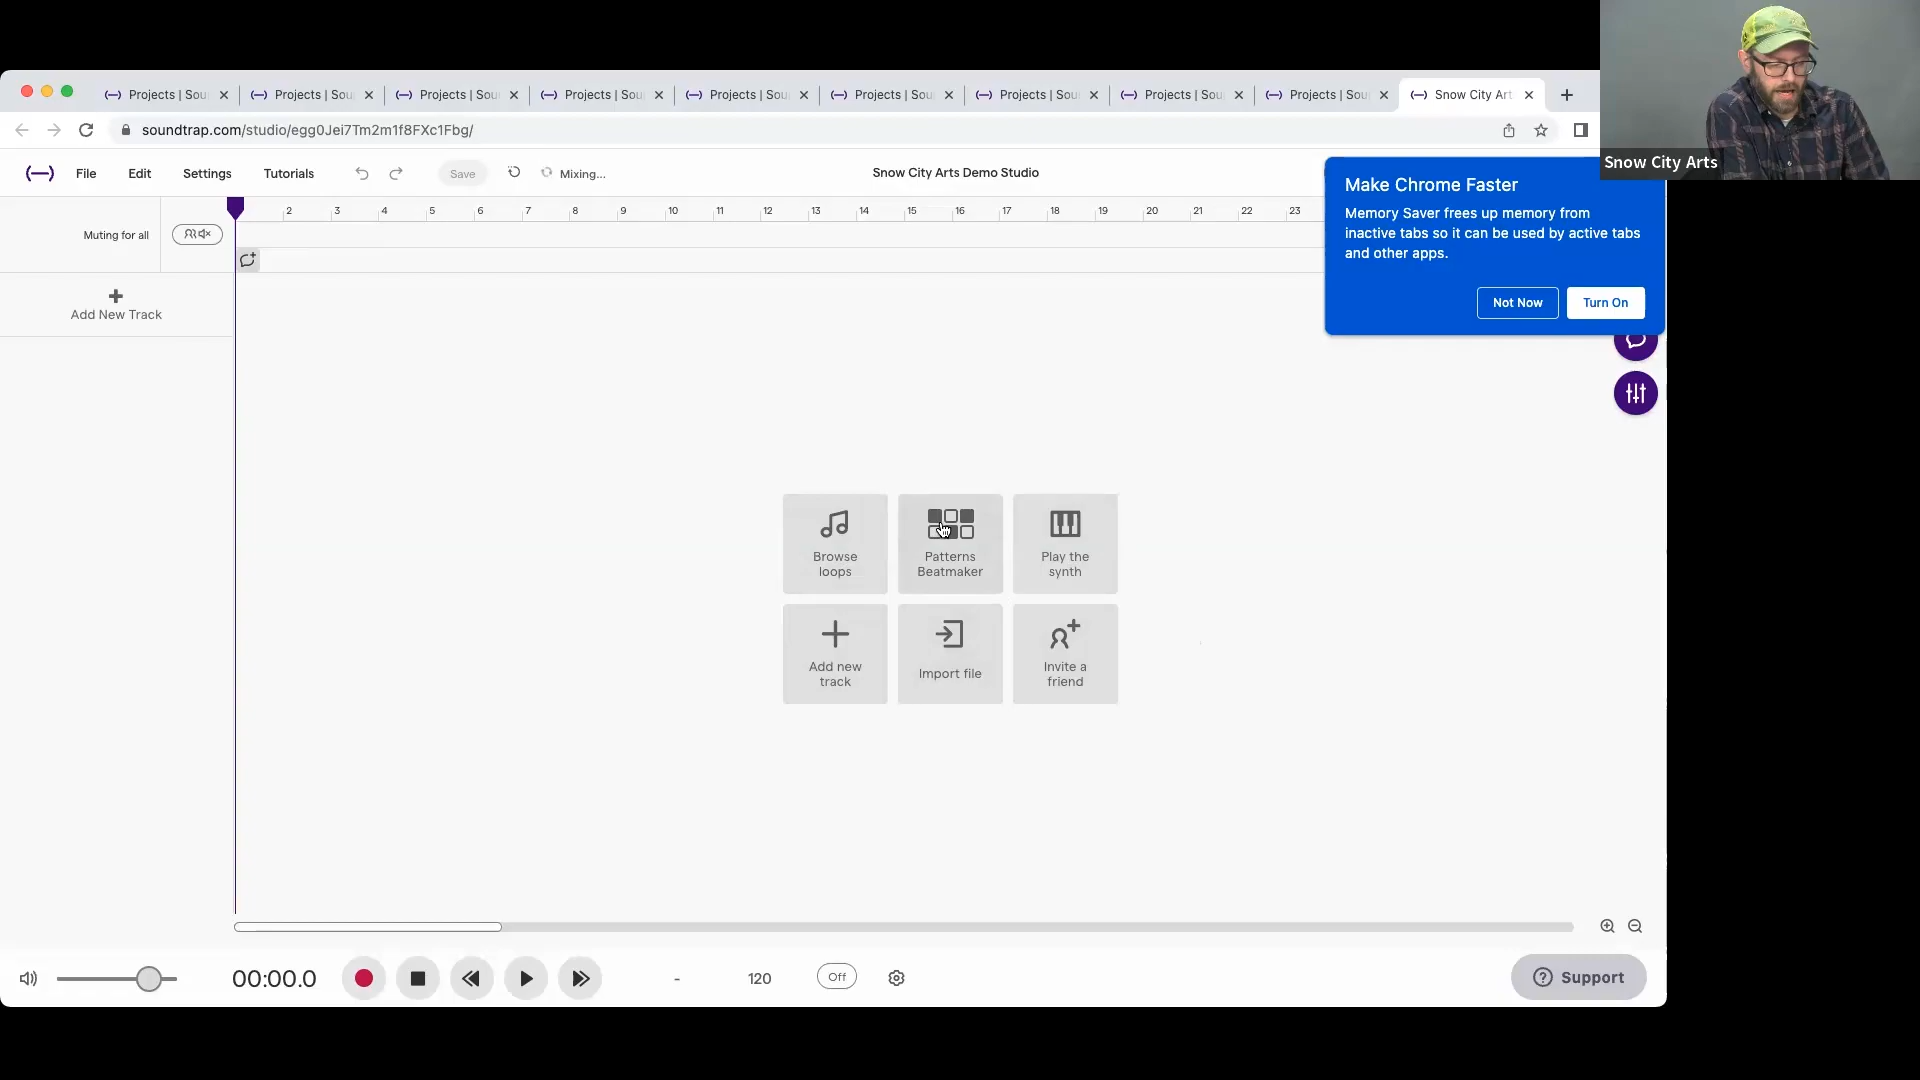 Projects | Sou
Projects | Sou
Projects | Sou
Projects | Sou
Projects | Sou
Projects | Sou
Projects | Sou
Projects | Sou
Projects | Sou
Snow City Art
soundtrap.com/studio/egg0Jei7Tm2m1f8FXc1Fbg/
File
Edit
Settings
Tutorials
Save
Mixing...
Snow City Arts Demo Studio
Snow City Arts
Make Chrome Faster
Memory Saver frees up memory from
inactive tabs so it can be used by active tabs
and other apps.
Not Now
Turn On
2 3 4 5 6 7 8 9 10 11 12 13 14 15 16 17 18 19 20 21 22 23
Muting for all
Add New Track
Browse
loops
Patterns
Beatmaker
Play the
synth
Add new
track
Import file
Invite a
friend
00:00.0
-
120
Off
Support